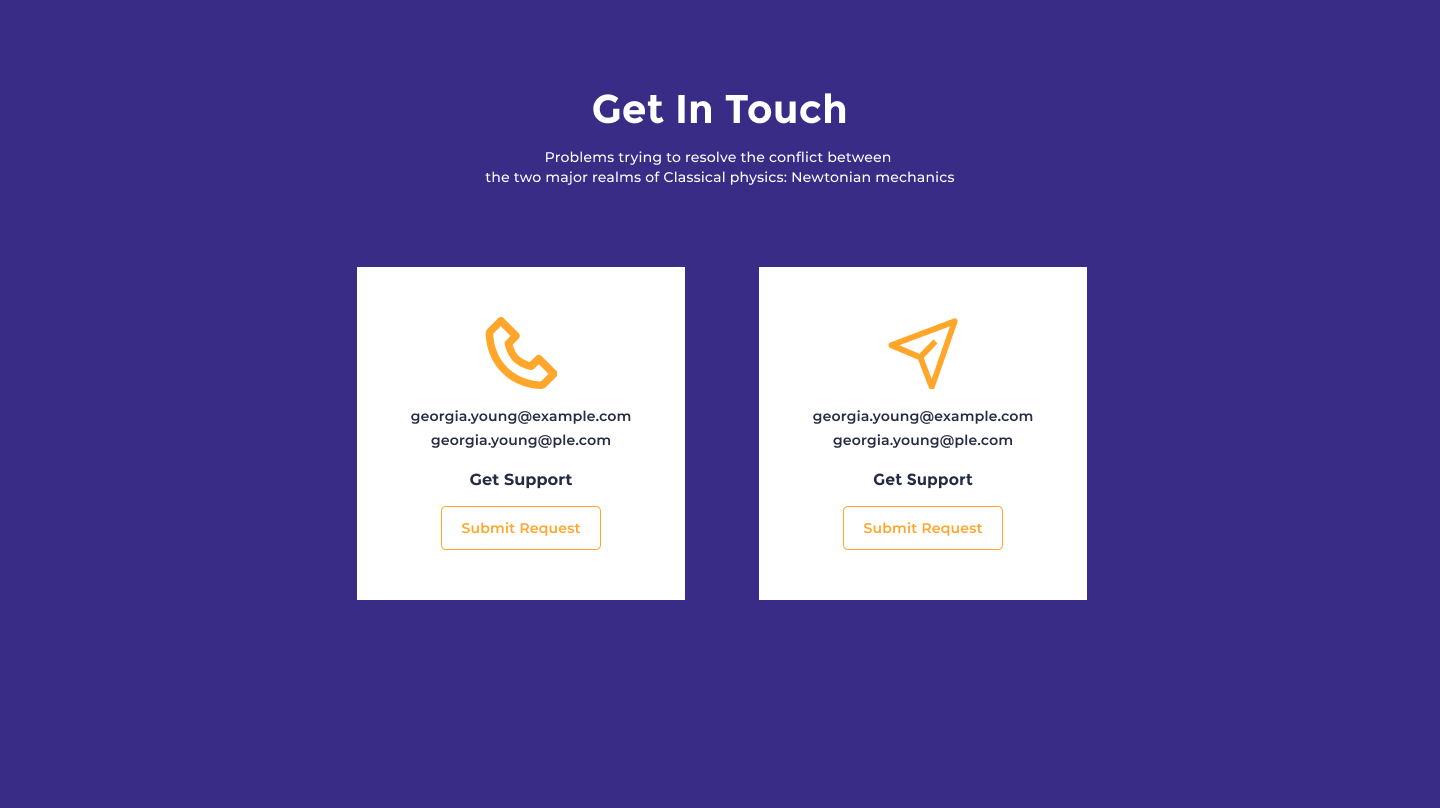 Get In Touch
Problems trying to resolve the conflict between
the two major realms of Classical physics: Newtonian mechanics
georgia.young@example.com
georgia.young@ple.com
Get Support
Submit Request
georgia.young@example.com
georgia.young@ple.com
Get Support
Submit Request